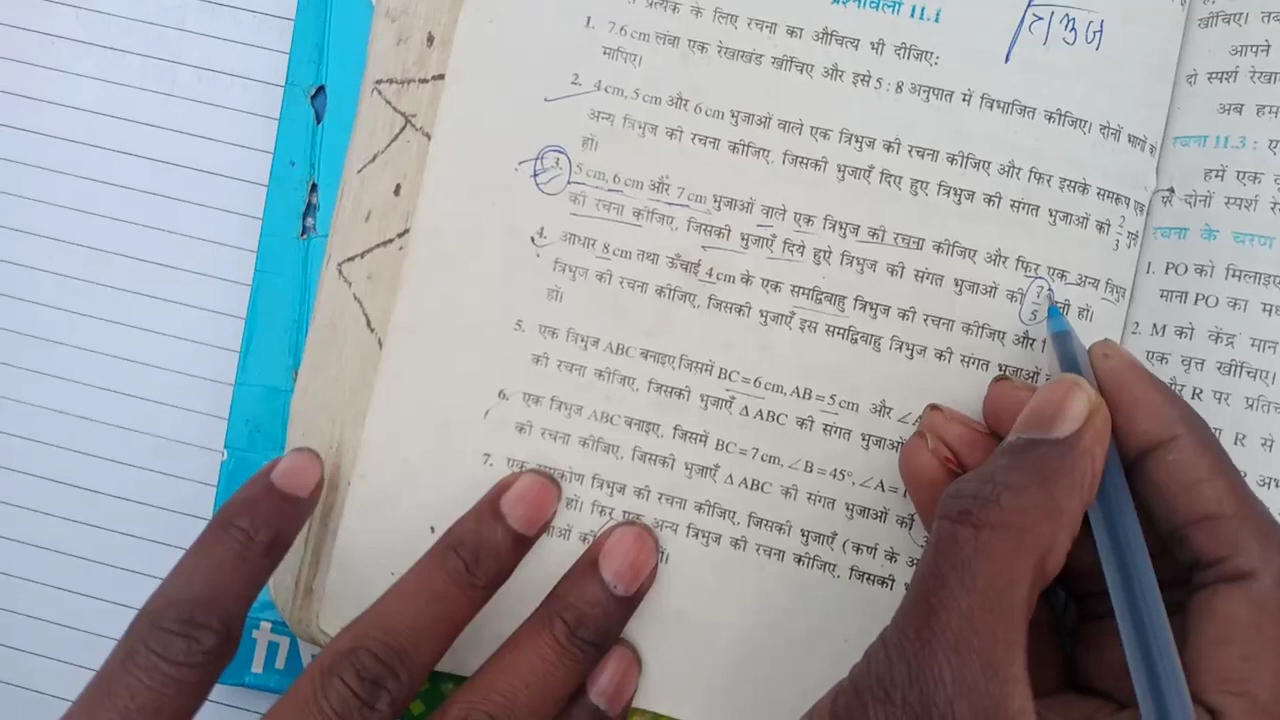 प्रश्नावली 11.1
त्रिभुज
प्रत्येक के लिए रचना का औचित्य भी दीजिए:
1. 7.6 cm लंबा एक रेखाखंड खींचिए और इसे 5 : 8 अनुपात में विभाजित कीजिए। दोनों भागों को
मापिए।
2. 4 cm, 5 cm और 6 cm भुजाओं वाले एक त्रिभुज की रचना कीजिए और फिर इसके समरूप एक
अन्य त्रिभुज की रचना कीजिए, जिसकी भुजाएँ दिए हुए त्रिभुज की संगत भुजाओं की 2/3 गुनी
हों।
3. 5 cm, 6 cm और 7 cm भुजाओं वाले एक त्रिभुज की रचना कीजिए और फिर एक अन्य त्रिभुज
की रचना कीजिए, जिसकी भुजाएँ दिये हुऐ त्रिभुज की संगत भुजाओं की 7/5 हों।
4. आधार 8 cm तथा ऊँचाई 4 cm के एक समद्विबाहु त्रिभुज की रचना कीजिए और
त्रिभुज की रचना कीजिए, जिसकी भुजाएँ इस समद्विबाहु त्रिभुज की संगत भुजाओं
हों।
5. एक त्रिभुज ABC बनाइए जिसमें BC = 6 cm, AB = 5 cm और
की रचना कीजिए, जिसकी भुजाएँ Δ ABC की संगत भुजाओं
6. एक त्रिभुज ABC बनाइए, जिसमें BC = 7 cm, ∠B = 45°, ∠A =
की रचना कीजिए, जिसकी भुजाएँ Δ ABC की संगत भुजाओं की
7. एक त्रिभुज की रचना कीजिए, जिसकी भुजाएँ (कर्ण के
हों। फिर एक अन्य त्रिभुज की रचना कीजिए, जिसकी
खींचिए।
आपने
दो स्पर्श रेखा
अब हम
रचना 11.3 :
हमें एक
पर दोनों स्पर्श
रचना के चरण
1. PO को मिलाइए
माना PO का
2. M को केंद्र मान
एक वृत्त खींचिए।
R पर
R से